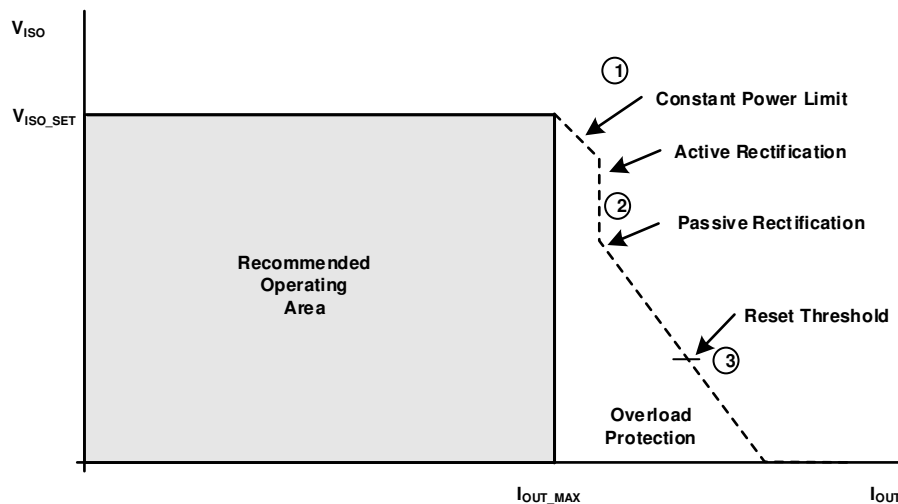 V_ISO
1
Constant Power Limit
V_ISO_SET
Active Rectification
2
Passive Rectification
Recommended
Operating
Area
Reset Threshold
3
Overload
Protection
I_OUT_MAX
I_OUT